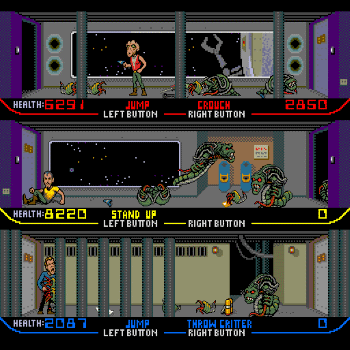 HEALTH:6291 JUMP CROUCH 2850
LEFT BUTTON RIGHT BUTTON
HEALTH:8220 STAND UP 0
LEFT BUTTON RIGHT BUTTON
HEALTH:2087 JUMP THROW CRITTER 0
LEFT BUTTON RIGHT BUTTON